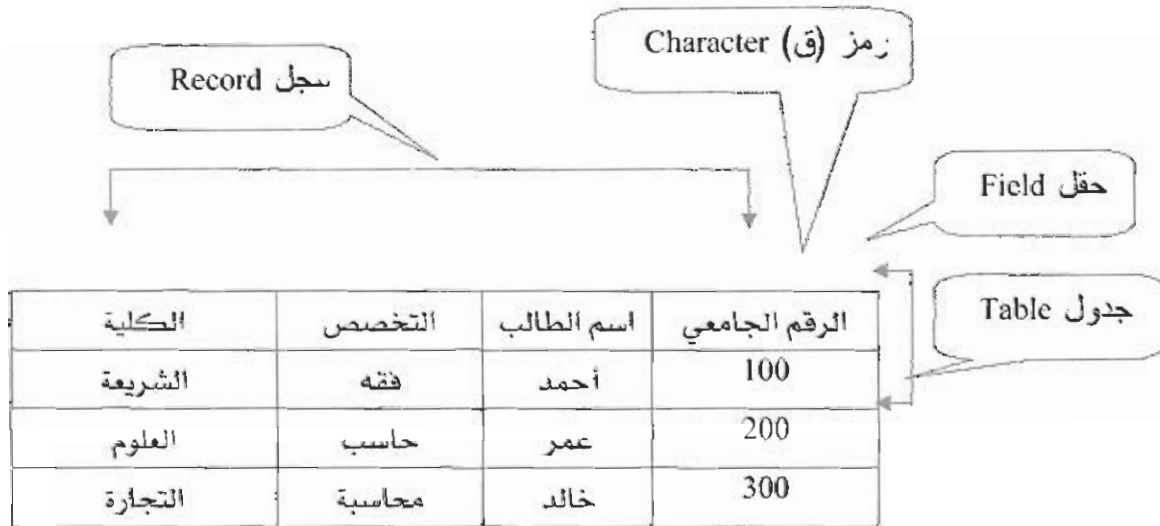 رمز (ق) Character
سجل Record
حقل Field
جدول Table
الرقم الجامعي اسم الطالب التخصص الكلية
100 أحمد فقه الشريعة
200 عمر حاسب العلوم
300 خالد محاسبة التجارة